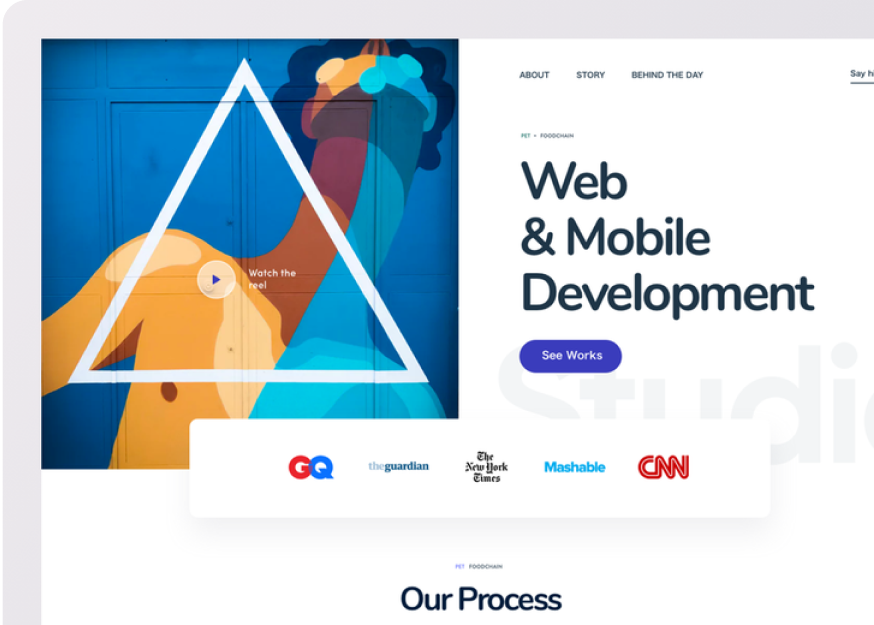 ABOUT STORY BEHIND THE DAY Say hi
PET • FOODCHAIN
Web
& Mobile
Development
Watch the
reel
See Works
Studi
GQ
theguardian
The
New York
Times
Mashable
CNN
PET FOODCHAIN
Our Process